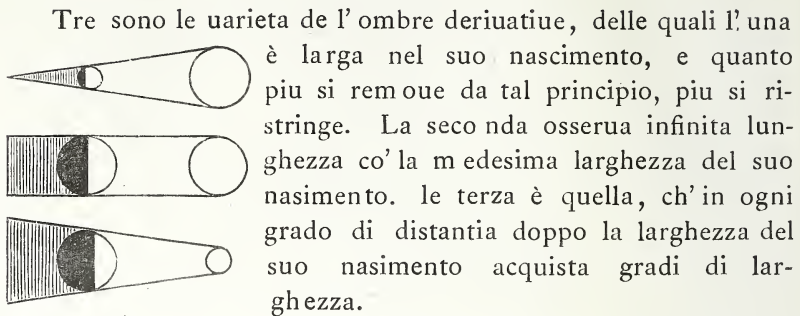 Tre sono le uarieta de l' ombre deriuatiue, delle quali l'una
è larga nel suo nascimento, e quanto
piu si remoue da tal principio, piu si ri-
stringe. La seconda osserua infinita lun-
ghezza co' la medesima larghezza del suo
nasimento. le terza è quella, ch' in ogni
grado di distantia doppo la larghezza del
suo nasimento acquista gradi di lar-
ghezza.